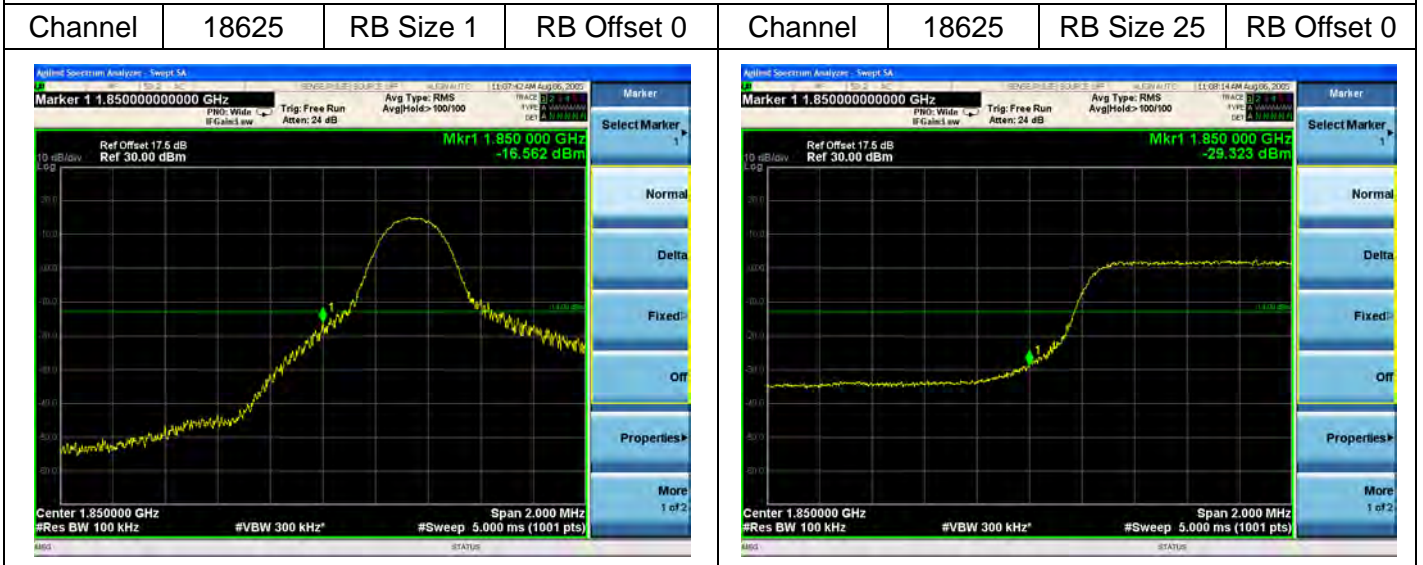 Channel 18625 RB Size 1 RB Offset 0
Agilent Spectrum Analyzer - Swept SA
Marker 1 1.850000000000 GHz
PNO: Wide
IFGain:Low
Trig: Free Run
Atten: 24 dB
Avg Type: RMS
Avg|Hold:>100/100
11:07:42 AM Aug 06, 2005
TRACE
TYPE
DET
Mkr1 1.850 000 GHz
-16.562 dBm
Ref Offset 17.5 dB
10 dB/div Ref 30.00 dBm
Log
Center 1.850000 GHz Span 2.000 MHz
#Res BW 100 kHz #VBW 300 kHz* #Sweep 5.000 ms (1001 pts)
MSG STATUS
Marker
Select Marker
1
Normal
Delta
Fixed
Off
Properties
More
1 of 2
Channel 18625 RB Size 25 RB Offset 0
Agilent Spectrum Analyzer - Swept SA
Marker 1 1.850000000000 GHz
PNO: Wide
IFGain:Low
Trig: Free Run
Atten: 24 dB
Avg Type: RMS
Avg|Hold:>100/100
11:08:14 AM Aug 06, 2005
TRACE
TYPE
DET
Mkr1 1.850 000 GHz
-29.323 dBm
Ref Offset 17.5 dB
10 dB/div Ref 30.00 dBm
Log
Center 1.850000 GHz Span 2.000 MHz
#Res BW 100 kHz #VBW 300 kHz* #Sweep 5.000 ms (1001 pts)
MSG STATUS
Marker
Select Marker
1
Normal
Delta
Fixed
Off
Properties
More
1 of 2